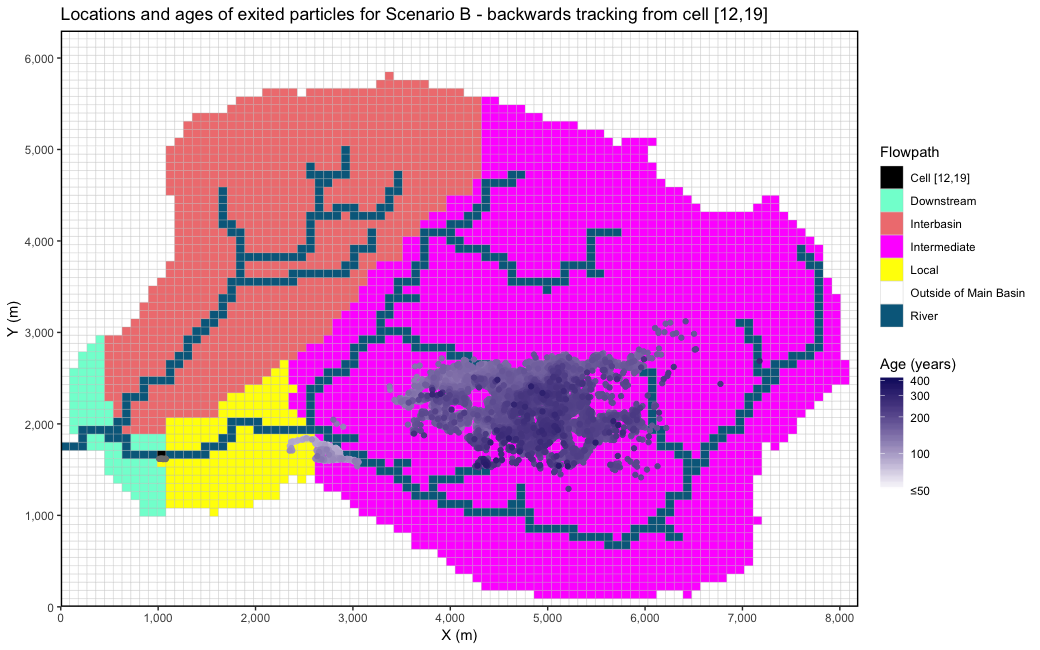 Locations and ages of exited particles for Scenario B - backwards tracking from cell [12,19]
Y (m)
6,000
5,000
4,000
3,000
2,000
1,000
0
0 1,000 2,000 3,000 4,000 5,000 6,000 7,000 8,000
X (m)
Flowpath
Cell [12,19]
Downstream
Interbasin
Intermediate
Local
Outside of Main Basin
River
Age (years)
400
300
200
100
≤50